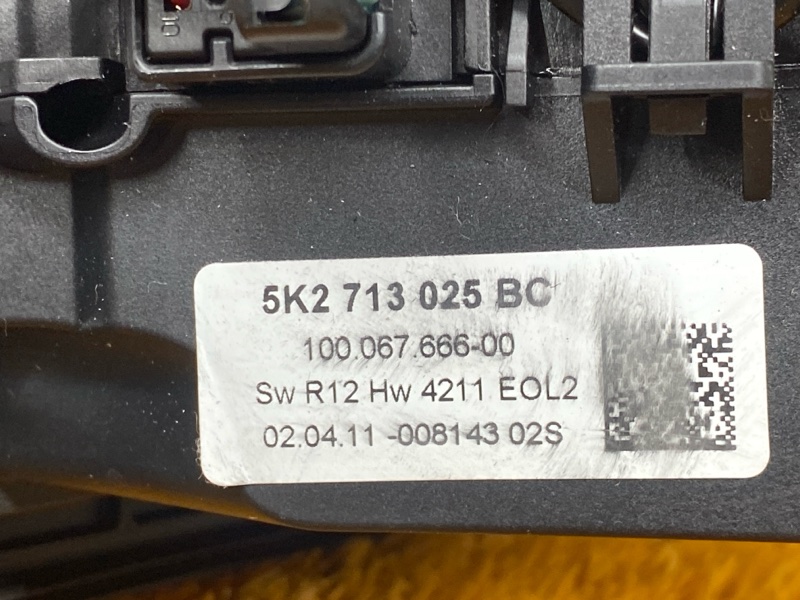 5K2 713 025 BC
100.067.666-00
Sw R12 Hw 4211 EOL2
02.04.11 -008143 02S